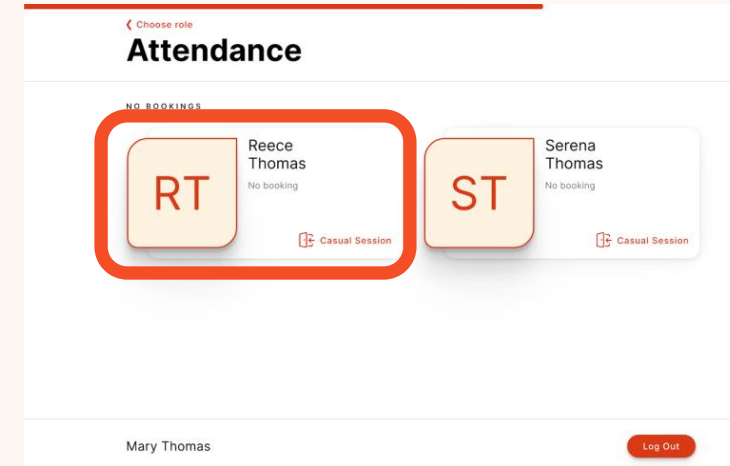 Choose role
Attendance
NO BOOKINGS
RT
Reece
Thomas
No booking
Casual Session
ST
Serena
Thomas
No booking
Casual Session
Mary Thomas
Log Out